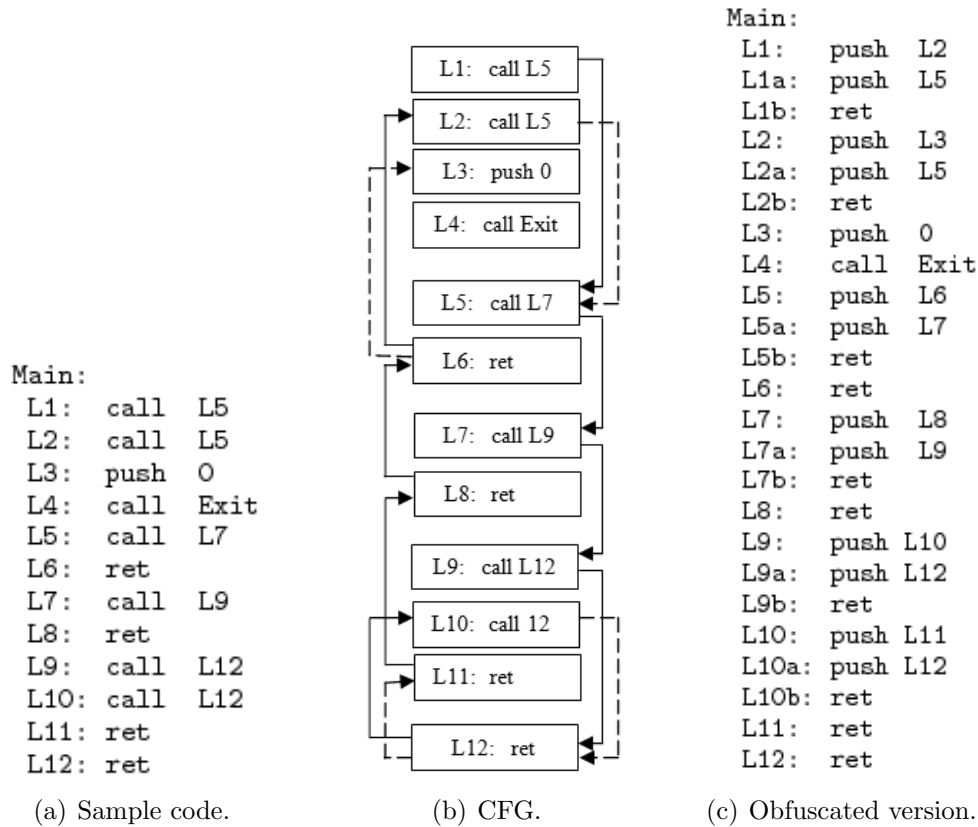 Main:
L1: call L5
L2: call L5
L3: push 0
L4: call Exit
L5: call L7
L6: ret
L7: call L9
L8: ret
L9: call L12
L10: call L12
L11: ret
L12: ret
(a) Sample code.
L1: call L5
L2: call L5
L3: push 0
L4: call Exit
L5: call L7
L6: ret
L7: call L9
L8: ret
L9: call L12
L10: call 12
L11: ret
L12: ret
(b) CFG.
Main:
L1: push L2
L1a: push L5
L1b: ret
L2: push L3
L2a: push L5
L2b: ret
L3: push 0
L4: call Exit
L5: push L6
L5a: push L7
L5b: ret
L6: ret
L7: push L8
L7a: push L9
L7b: ret
L8: ret
L9: push L10
L9a: push L12
L9b: ret
L10: push L11
L10a: push L12
L10b: ret
L11: ret
L12: ret
(c) Obfuscated version.